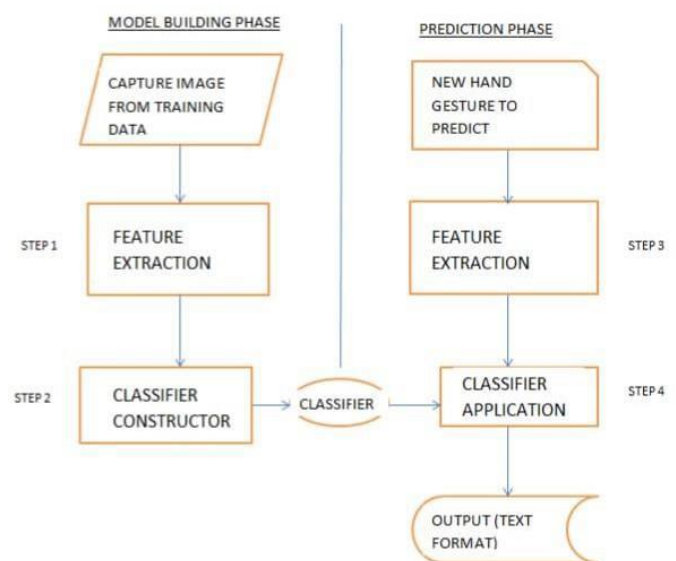 MODEL BUILDING PHASE
CAPTURE IMAGE
FROM TRAINING
DATA
STEP 1
FEATURE
EXTRACTION
STEP 2
CLASSIFIER
CONSTRUCTOR
CLASSIFIER
PREDICTION PHASE
NEW HAND
GESTURE TO
PREDICT
FEATURE
EXTRACTION
STEP 3
CLASSIFIER
APPLICATION
STEP 4
OUTPUT (TEXT
FORMAT)